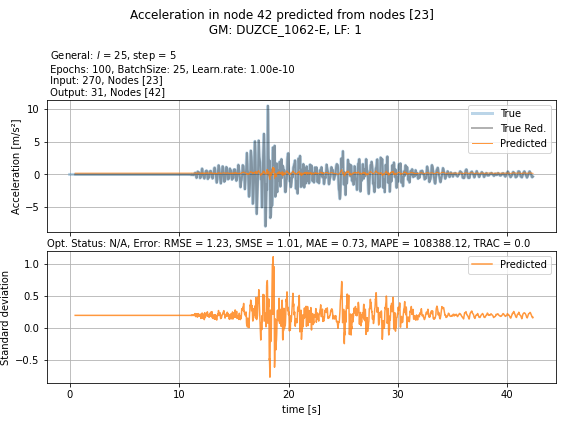 Acceleration in node 42 predicted from nodes [23]
GM: DUZCE_1062-E, LF: 1
General: l = 25, step = 5
Epochs: 100, BatchSize: 25, Learn.rate: 1.00e-10
Input: 270, Nodes [23]
Output: 31, Nodes [42]
Acceleration [m/s²]
10
5
0
−5
True
True Red.
Predicted
Opt. Status: N/A, Error: RMSE = 1.23, SMSE = 1.01, MAE = 0.73, MAPE = 108388.12, TRAC = 0.0
Standard deviation
1.0
0.5
0.0
−0.5
Predicted
0 10 20 30 40
time [s]